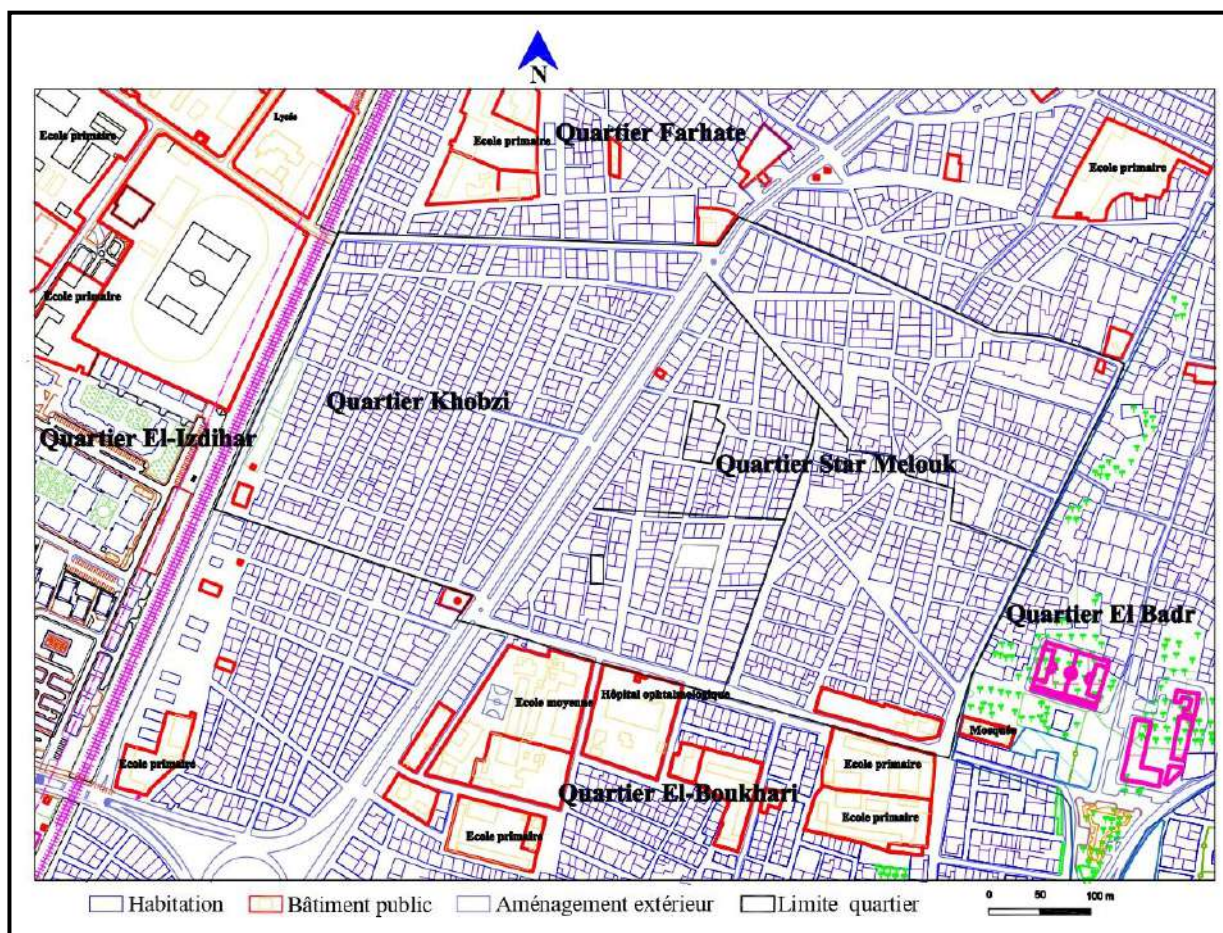 N
Lycée
Ecole primaire
Ecole primaire
Quartier Farhate
Ecole primaire
Ecole primaire
Quartier Khobzi
Quartier El-Izdihar
Quartier Star Melouk
Quartier El Badr
Hôpital ophtalmologique
Ecole moyenne
Mosquée
Ecole primaire
Ecole primaire
Quartier El-Boukhari
Ecole primaire
Ecole primaire
Habitation
Bâtiment public
Aménagement extérieur
Limite quartier
0 50 100 m